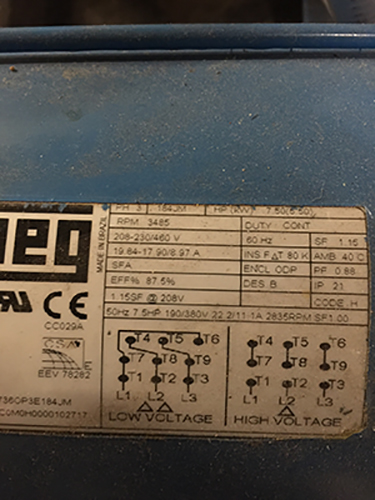 PH 3 184JM HP (KW) 7.50(5.50)
RPM 3485 DUTY CONT
208-230/460 V 60 Hz SF 1.15
19.84-17.90/8.97 A INS F ΔT 80 K AMB. 40°C
SFA ENCL ODP PF 0.88
EFF% 87.5% DES B IP 21
1.15SF @ 208V CODE H
50Hz 7.5HP 190/380V 22.2/11.1A 2835RPM SF1.00
MADE IN BRAZIL
CE
CC029A
CSA
EEV 78282
T4 T5 T6
T7 T8 T9
T1 T2 T3
L1 L2 L3
LOW VOLTAGE
T4 T5 T6
T7 T8 T9
T1 T2 T3
L1 L2 L3
HIGH VOLTAGE